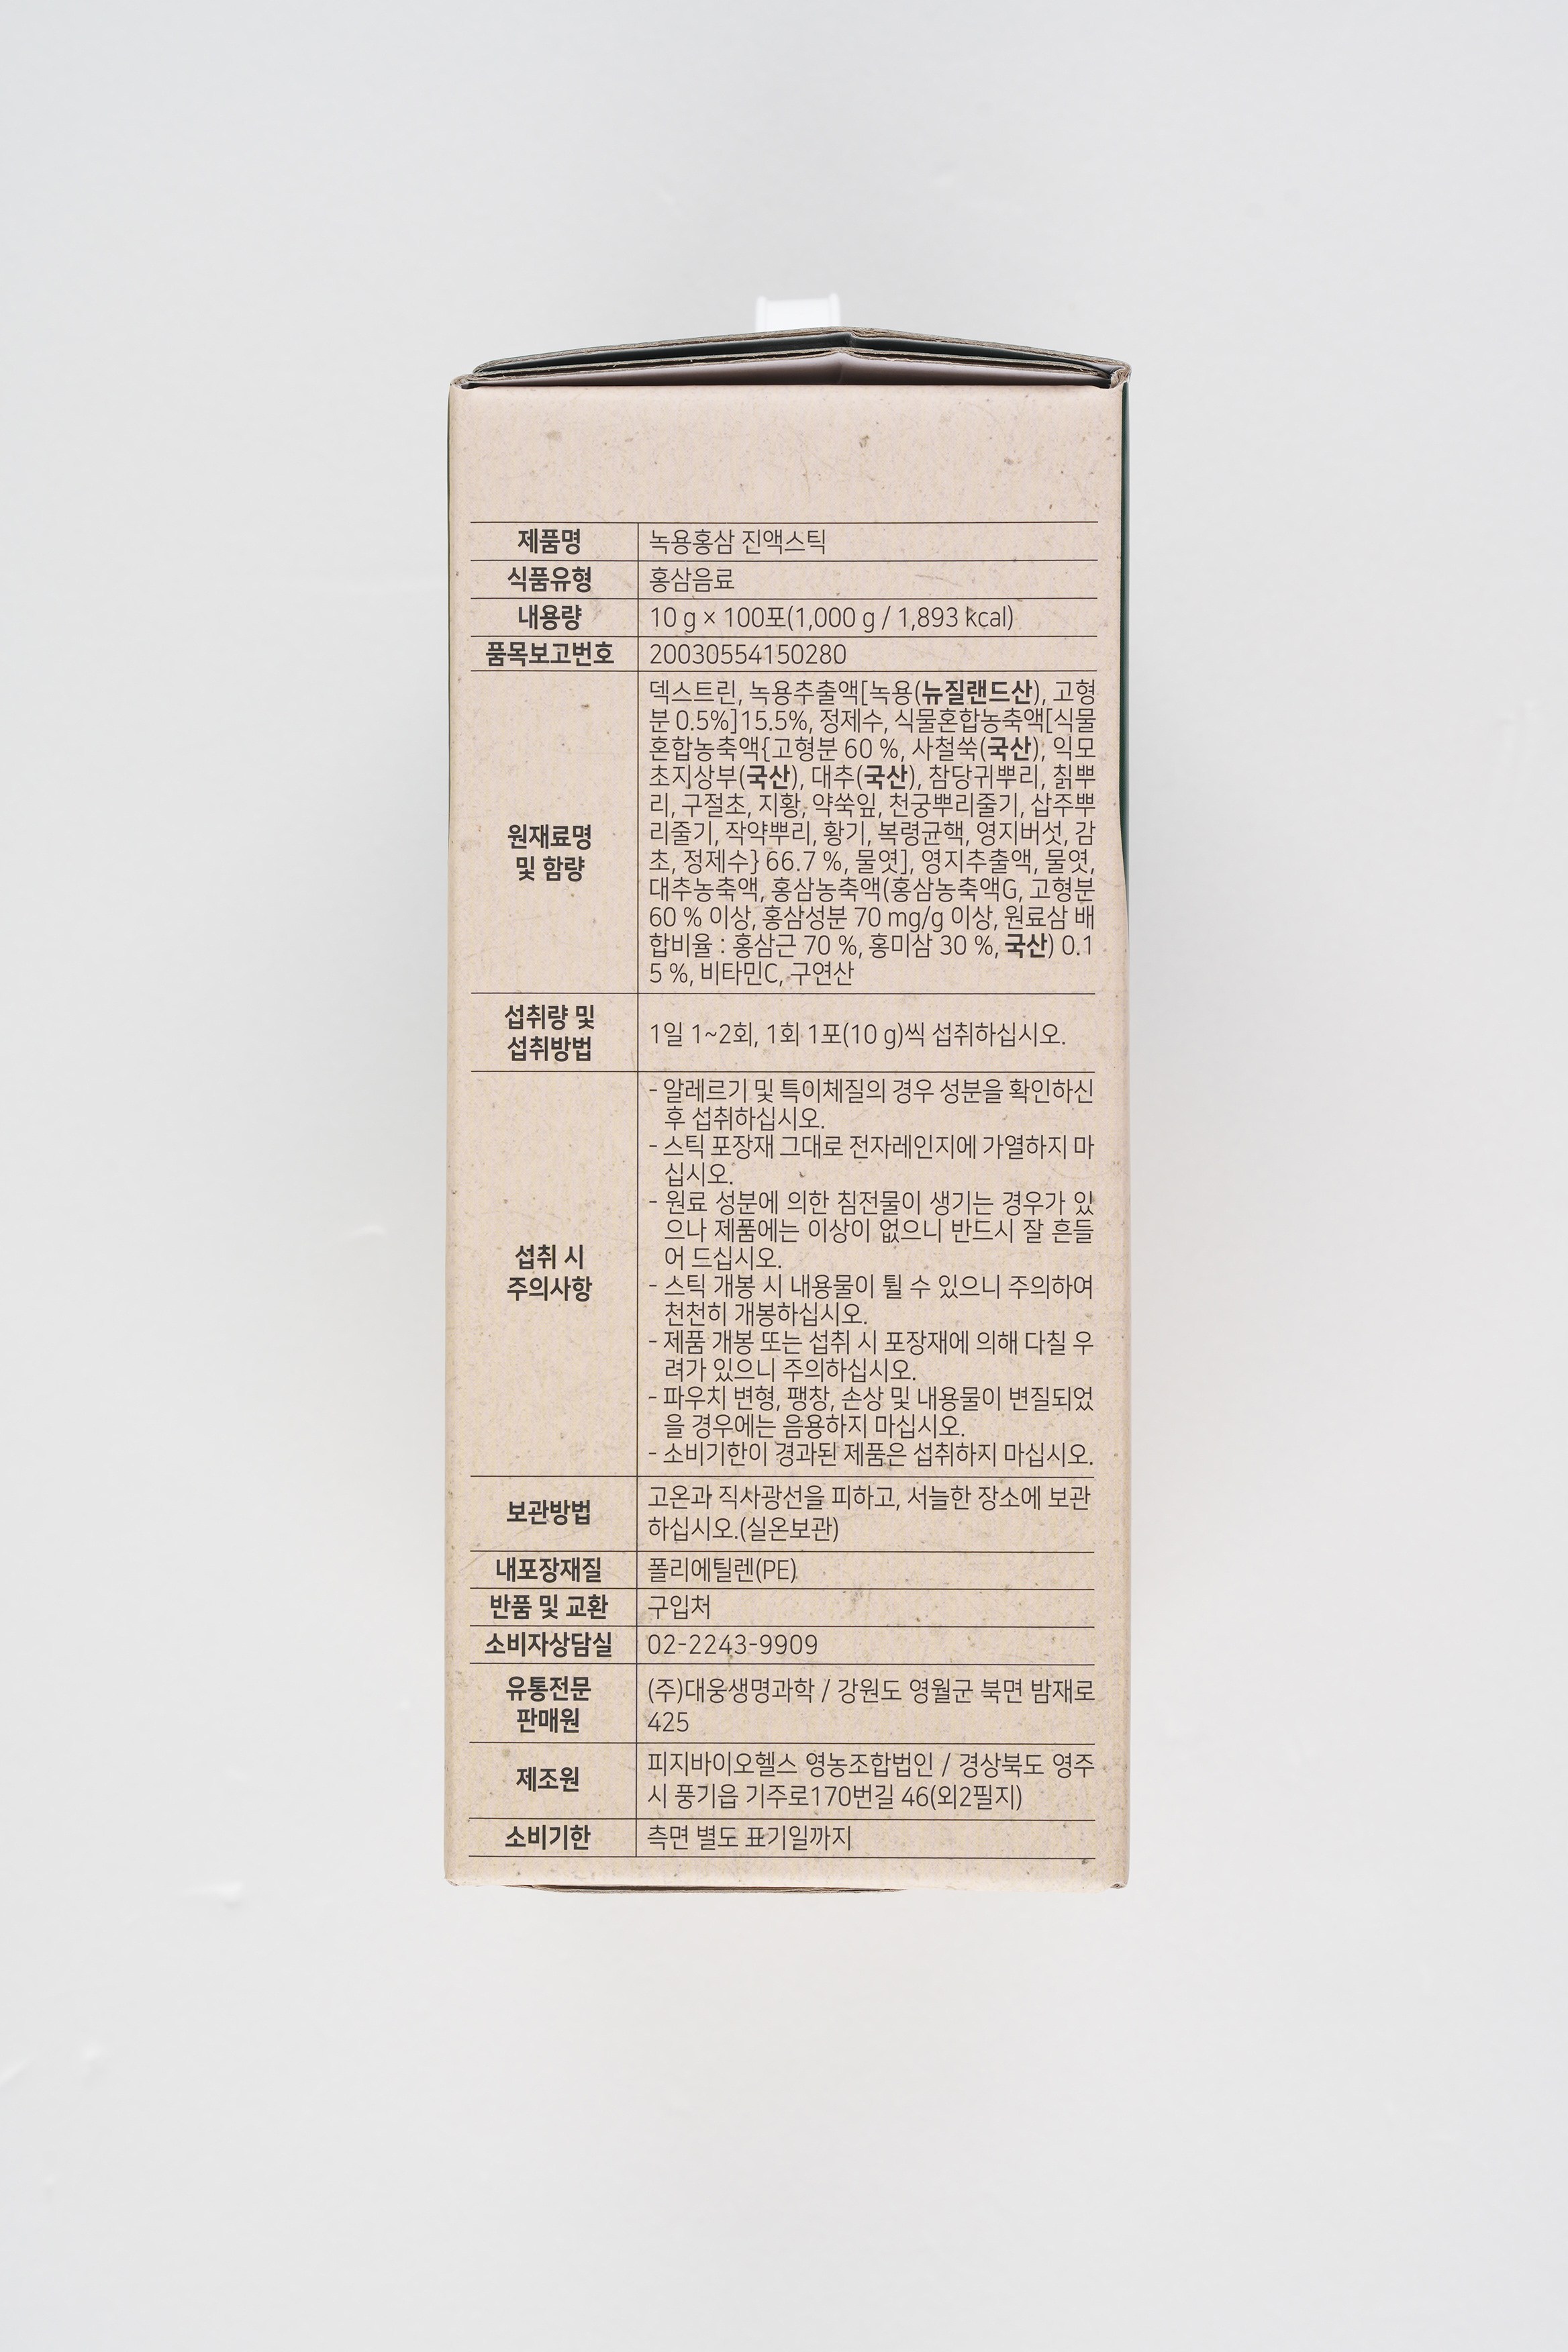 제품명 녹용홍삼 진액스틱
식품유형 홍삼음료
내용량 10 g × 100포(1,000 g / 1,893 kcal)
품목보고번호 20030554150280
원재료명
및 함량
덱스트린, 녹용추출액[녹용(뉴질랜드산), 고형
분 0.5%]15.5%, 정제수, 식물혼합농축액[식물
혼합농축액{고형분 60 %, 사철쑥(국산), 익모
초지상부(국산), 대추(국산), 참당귀뿌리, 칡뿌
리, 구절초, 지황, 약쑥잎, 천궁뿌리줄기, 삽주뿌
리줄기, 작약뿌리, 황기, 복령균핵, 영지버섯, 감
초, 정제수} 66.7 %, 물엿], 영지추출액, 물엿,
대추농축액, 홍삼농축액(홍삼농축액G, 고형분
60 % 이상, 홍삼성분 70 mg/g 이상, 원료삼 배
합비율 : 홍삼근 70 %, 홍미삼 30 %, 국산) 0.1
5 %, 비타민C, 구연산
섭취량 및
섭취방법
1일 1~2회, 1회 1포(10 g)씩 섭취하십시오.
섭취 시
주의사항
- 알레르기 및 특이체질의 경우 성분을 확인하신
후 섭취하십시오.
- 스틱 포장재 그대로 전자레인지에 가열하지 마
십시오.
- 원료 성분에 의한 침전물이 생기는 경우가 있
으나 제품에는 이상이 없으니 반드시 잘 흔들
어 드십시오.
- 스틱 개봉 시 내용물이 튈 수 있으니 주의하여
천천히 개봉하십시오.
- 제품 개봉 또는 섭취 시 포장재에 의해 다칠 우
려가 있으니 주의하십시오.
- 파우치 변형, 팽창, 손상 및 내용물이 변질되었
을 경우에는 음용하지 마십시오.
- 소비기한이 경과된 제품은 섭취하지 마십시오.
보관방법
고온과 직사광선을 피하고, 서늘한 장소에 보관
하십시오.(실온보관)
내포장재질 폴리에틸렌(PE)
반품 및 교환 구입처
소비자상담실 02-2243-9909
유통전문
판매원
(주)대웅생명과학 / 강원도 영월군 북면 밤재로
425
제조원
피지바이오헬스 영농조합법인 / 경상북도 영주
시 풍기읍 기주로170번길 46(외2필지)
소비기한 측면 별도 표기일까지